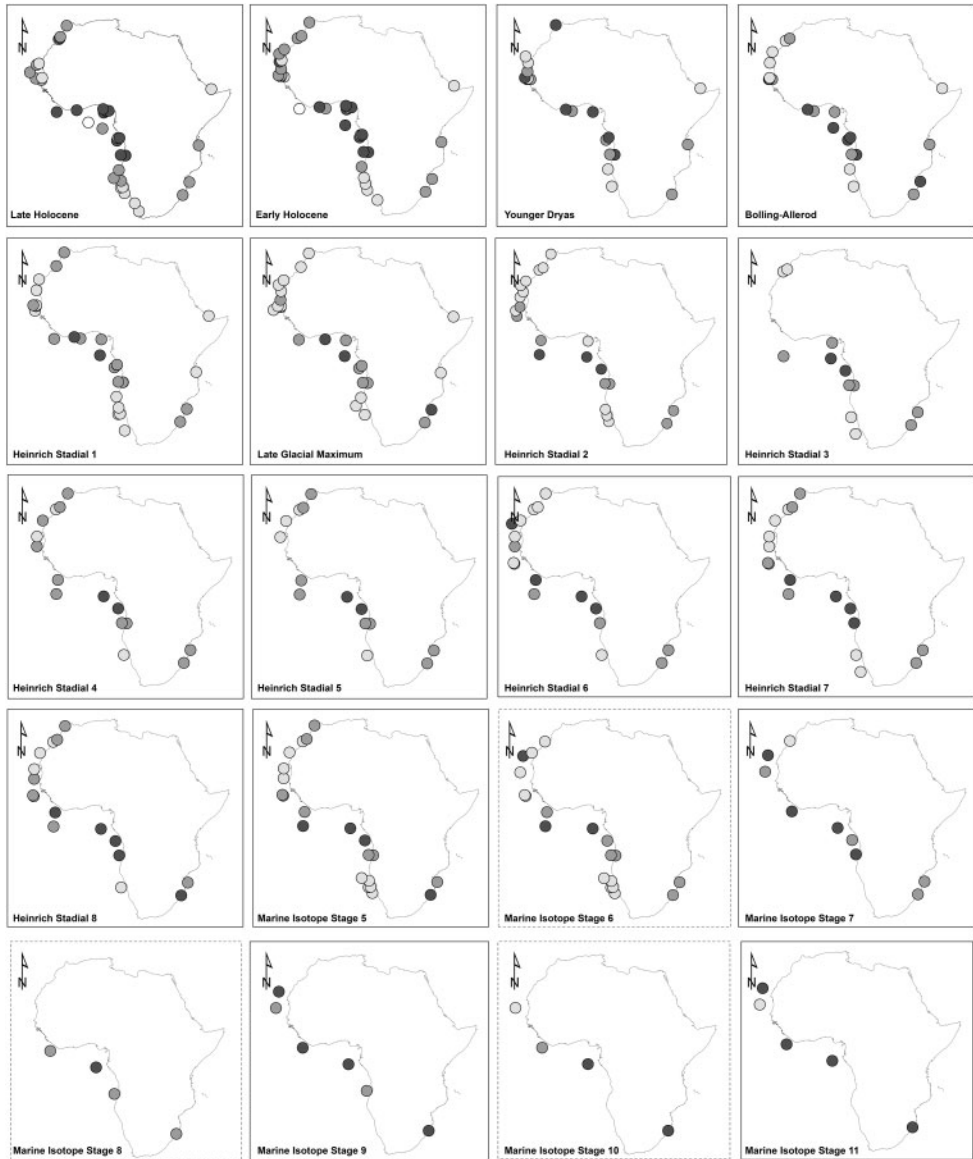 N N N N
Late Holocene Early Holocene Younger Dryas Bolling-Allerod
N N N N
Heinrich Stadial 1 Late Glacial Maximum Heinrich Stadial 2 Heinrich Stadial 3
N N N N
Heinrich Stadial 4 Heinrich Stadial 5 Heinrich Stadial 6 Heinrich Stadial 7
N N N N
Heinrich Stadial 8 Marine Isotope Stage 5 Marine Isotope Stage 6 Marine Isotope Stage 7
N N N N
Marine Isotope Stage 8 Marine Isotope Stage 9 Marine Isotope Stage 10 Marine Isotope Stage 11